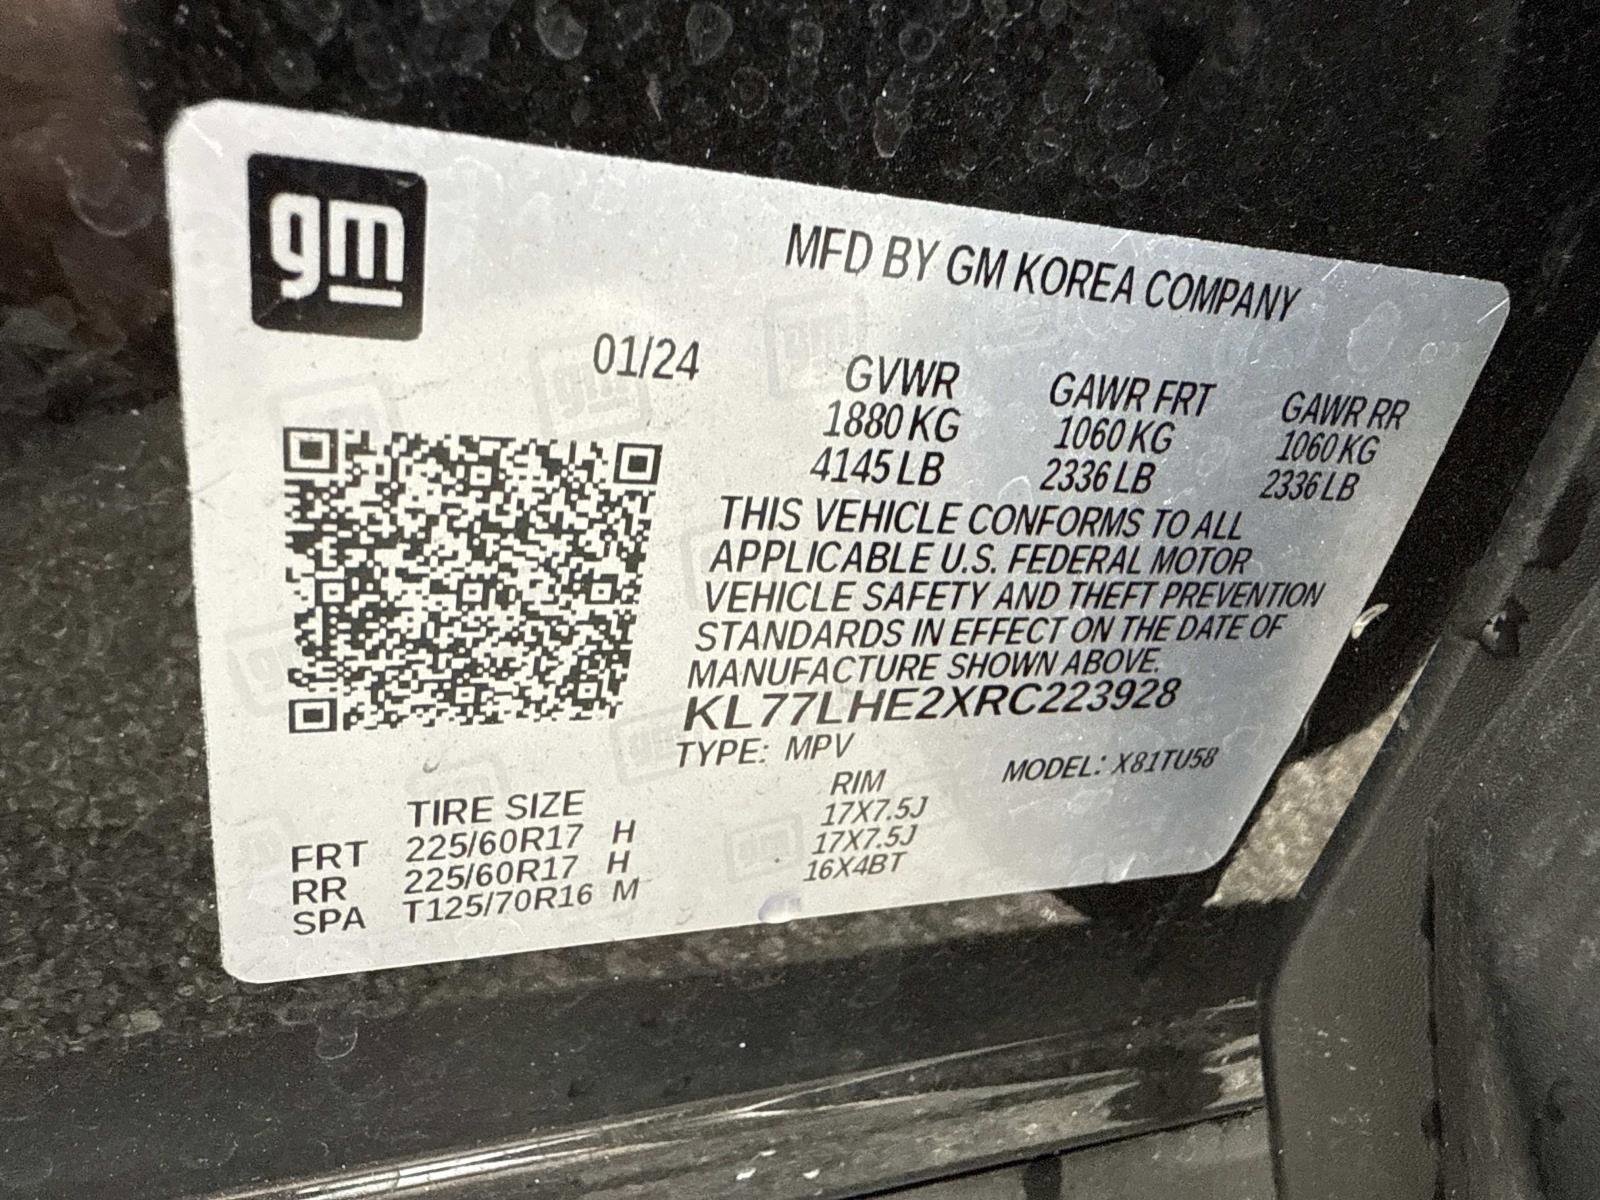 gm
MFD BY GM KOREA COMPANY
01/24
GVWR GAWR FRT GAWR RR
1880 KG 1060 KG 1060 KG
4145 LB 2336 LB 2336 LB
THIS VEHICLE CONFORMS TO ALL
APPLICABLE U.S. FEDERAL MOTOR
VEHICLE SAFETY AND THEFT PREVENTION
STANDARDS IN EFFECT ON THE DATE OF
MANUFACTURE SHOWN ABOVE.
KL77LHE2XRC223928
TYPE: MPV MODEL: X81TU58
TIRE SIZE RIM
FRT 225/60R17 H 17X7.5J
RR 225/60R17 H 17X7.5J
SPA T125/70R16 M 16X4BT